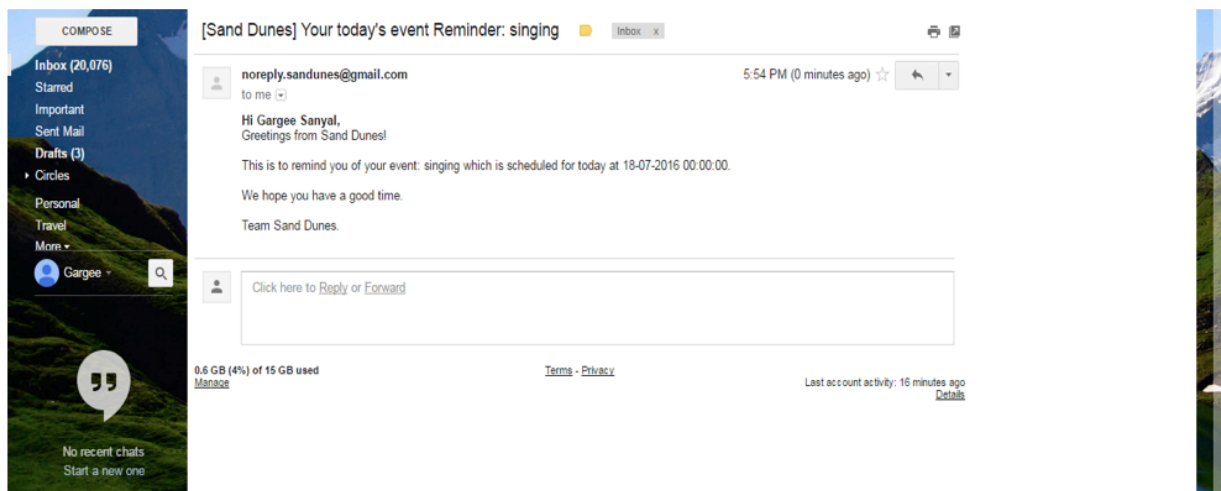 COMPOSE
Inbox (20,076)
Starred
Important
Sent Mail
Drafts (3)
Circles
Personal
Travel
More
Gargee
No recent chats
Start a new one
[Sand Dunes] Your today's event Reminder: singing Inbox x
noreply.sandunes@gmail.com 5:54 PM (0 minutes ago)
to me
Hi Gargee Sanyal,
Greetings from Sand Dunes!
This is to remind you of your event: singing which is scheduled for today at 18-07-2016 00:00:00.
We hope you have a good time.
Team Sand Dunes.
Click here to Reply or Forward
0.6 GB (4%) of 15 GB used
Manage
Terms - Privacy
Last account activity: 16 minutes ago
Details